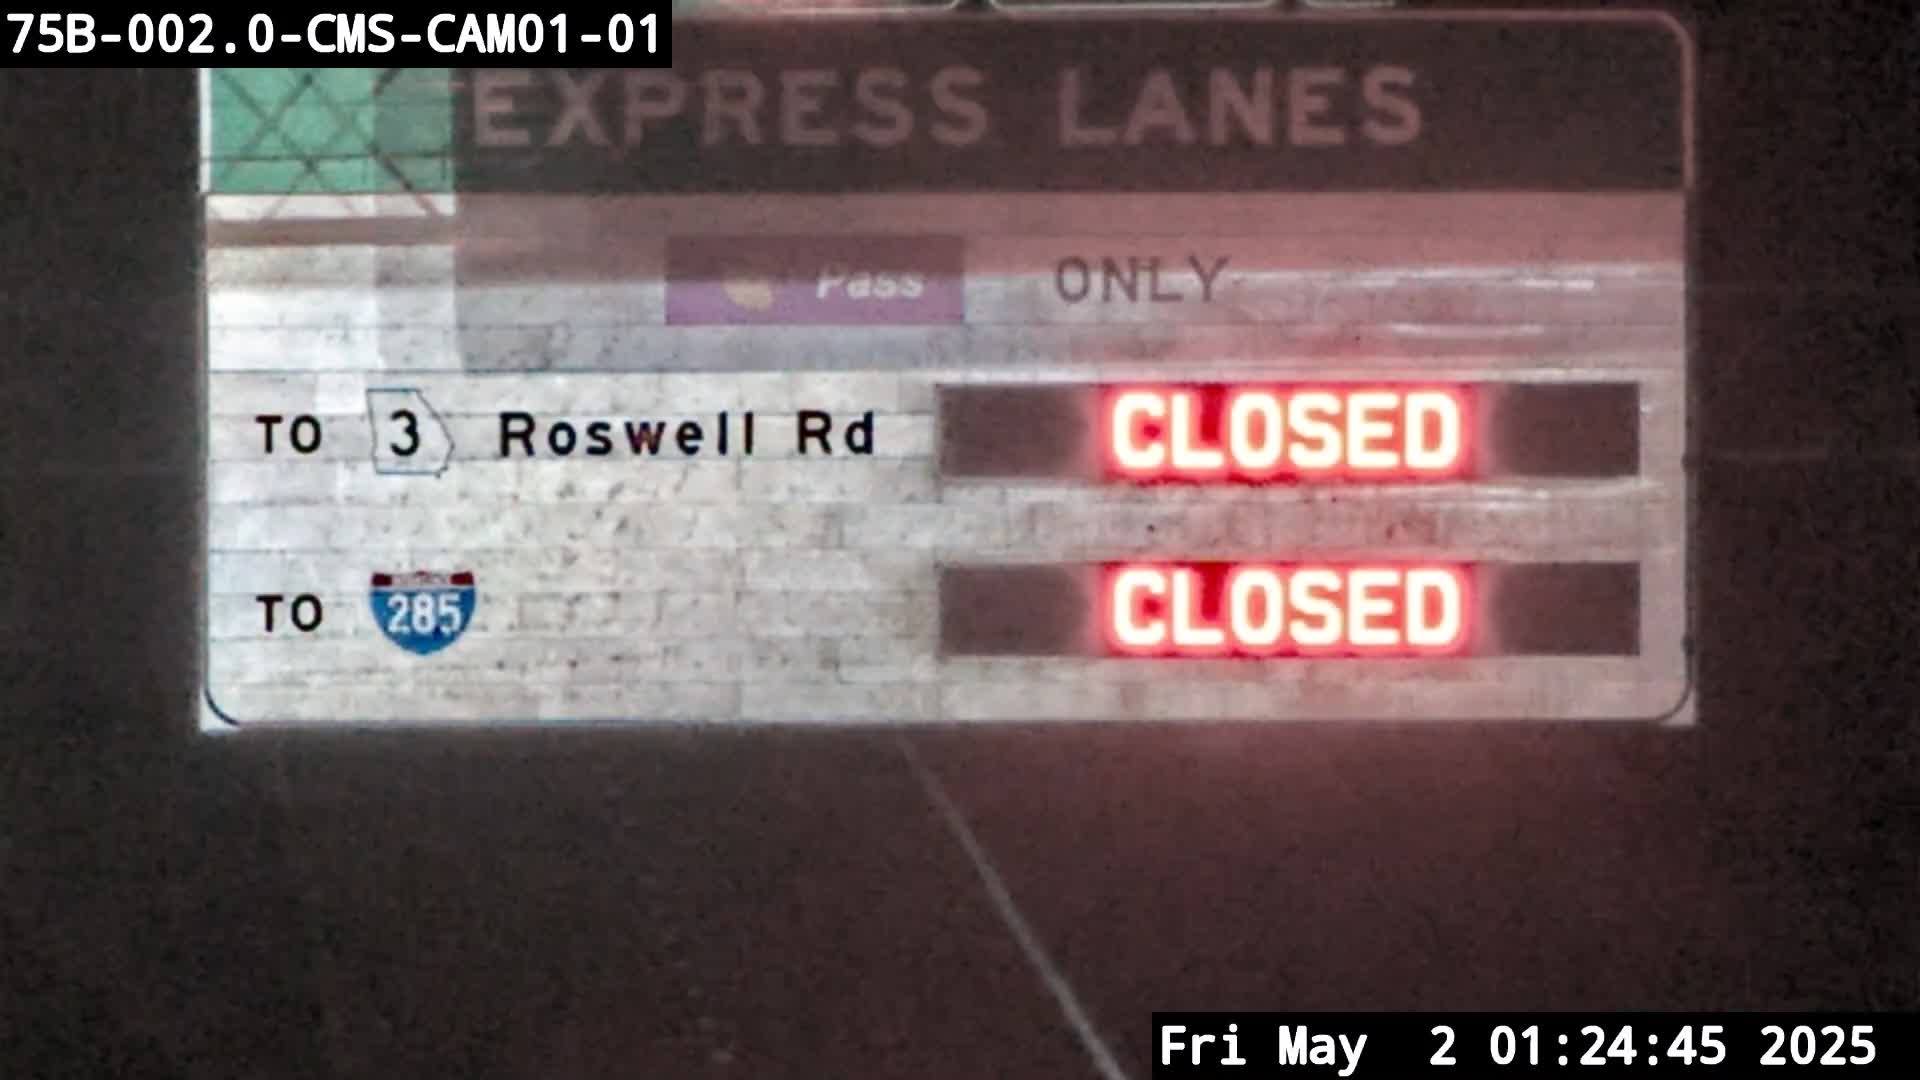 75B-002.0-CMS-CAM01-01
EXPRESS LANES
Pass ONLY
TO 3 Roswell Rd CLOSED
TO 285 CLOSED
Fri May 2 01:24:45 2025